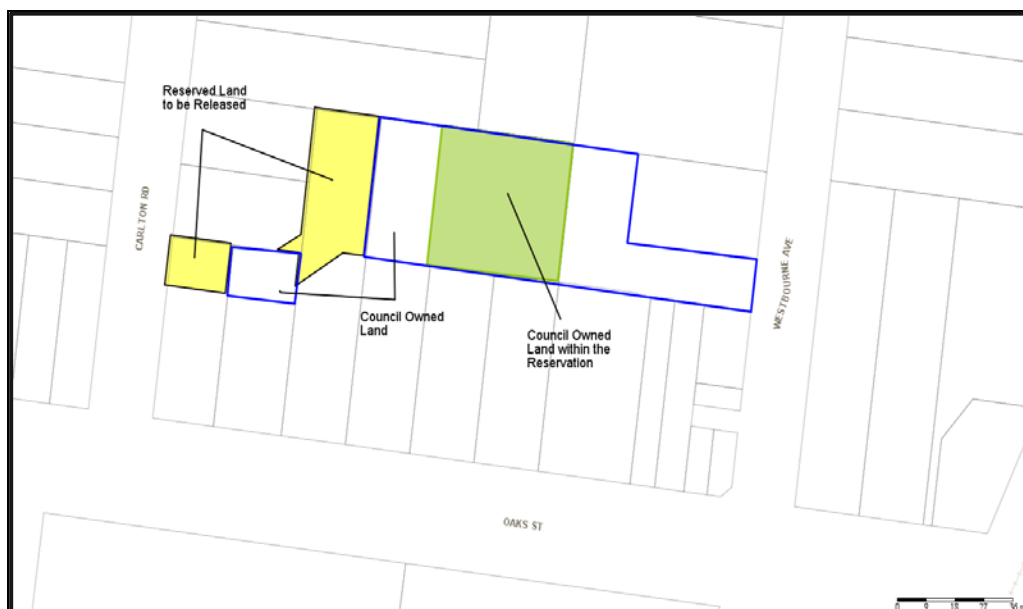 Reserved Land
to be Released
CARLTON RD
WESTBOURNE AVE
Council Owned
Land
Council Owned
Land within the
Reservation
OAKS ST
0 9 18 27